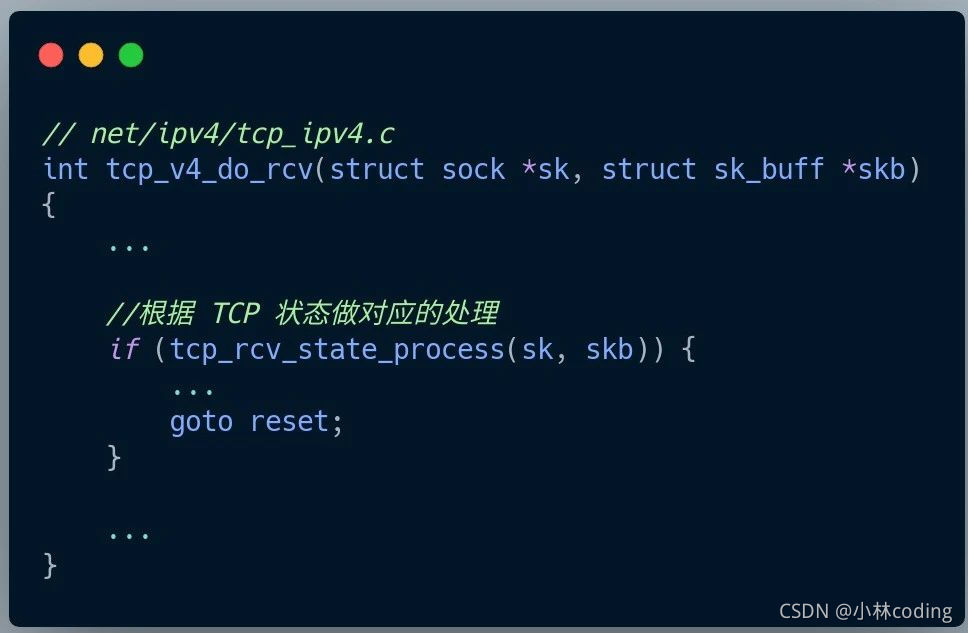 // net/ipv4/tcp_ipv4.c
int tcp_v4_do_rcv(struct sock *sk, struct sk_buff *skb)
{
    ...
    //根据 TCP 状态做对应的处理
    if (tcp_rcv_state_process(sk, skb)) {
        ...
        goto reset;
    }
    ...
}
CSDN @小林coding